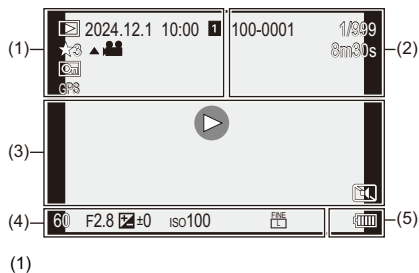 2024.12.1 10:00 1 100-0001 1/999
(1) ★3 8m30s (2)
GPS
(3)
(4) 60 F2.8 ±0 ISO100 FINE L (5)
(1)